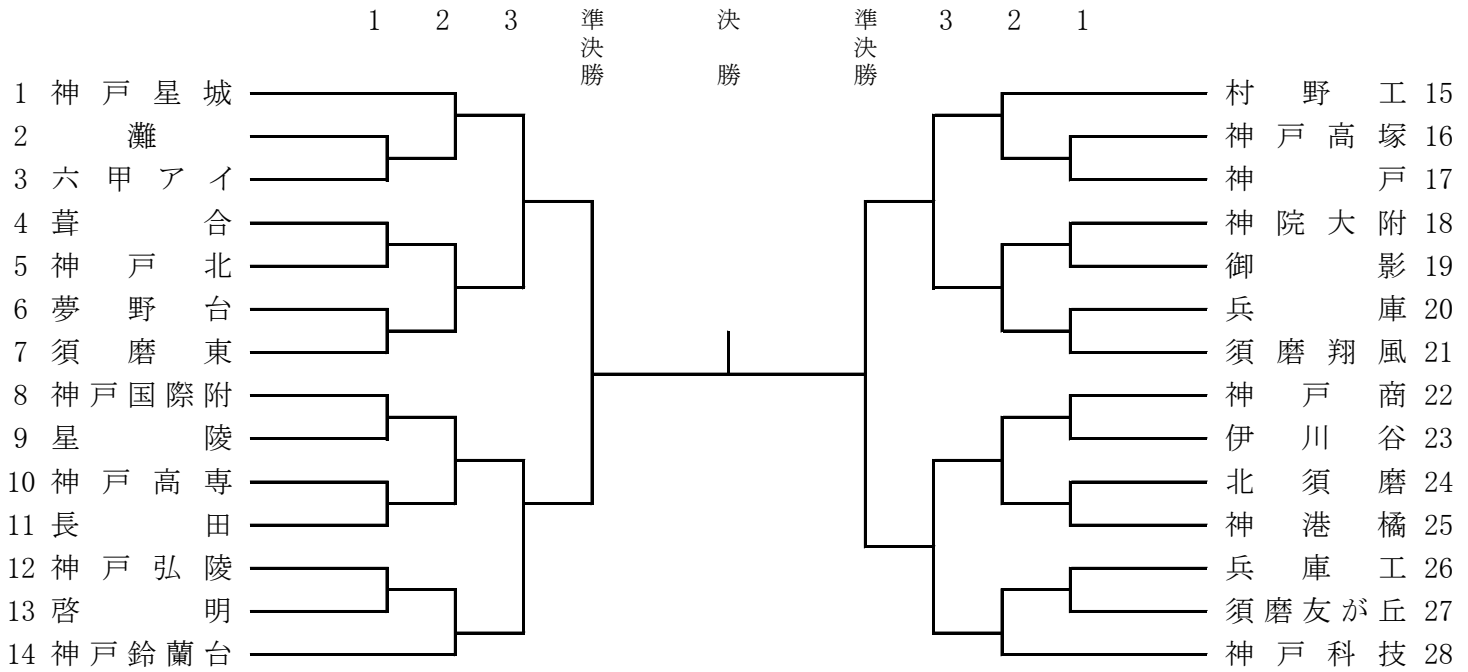 1 2 3 準決勝 決勝 準決勝 3 2 1
1 神戸星城 村野工 15
2 灘 神戸高塚 16
3 六甲アイ 神戸 17
4 葺合 神院大附 18
5 神戸北 御影 19
6 夢野台 兵庫 20
7 須磨東 須磨翔風 21
8 神戸国際附 神戸商 22
9 星陵 伊川谷 23
10 神戸高専 北須磨 24
11 長田 神港橘 25
12 神戸弘陵 兵庫工 26
13 啓明 須磨友が丘 27
14 神戸鈴蘭台 神戸科技 28